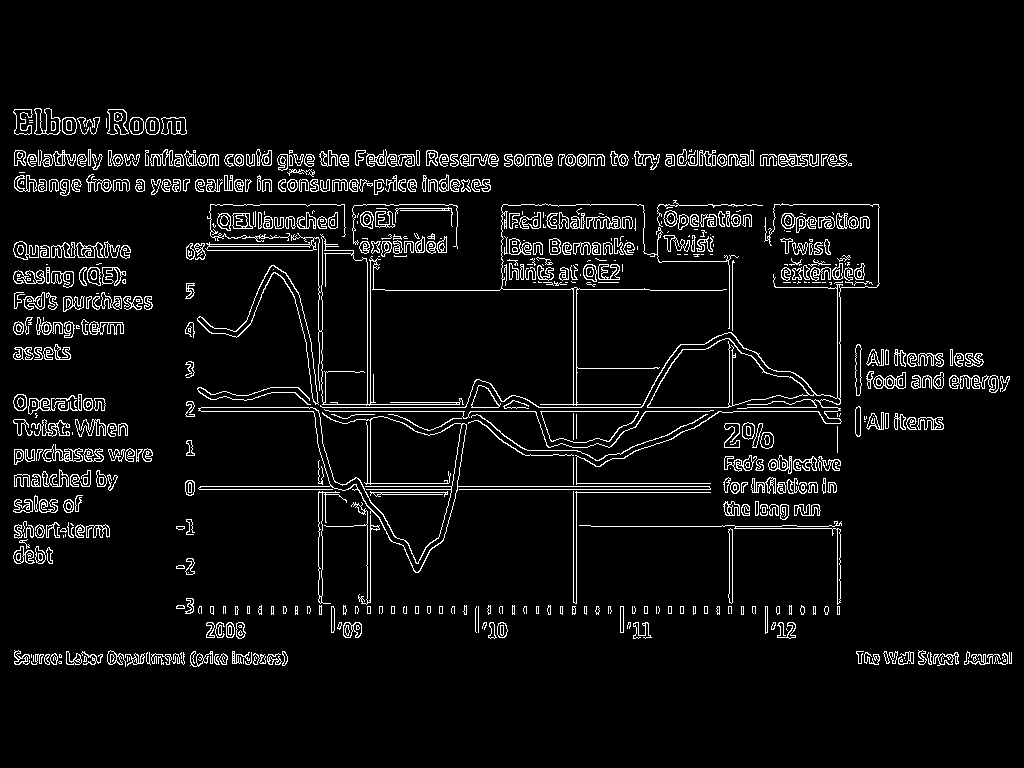 Elbow Room
Relatively low inflation could give the Federal Reserve some room to try additional measures.
Change from a year earlier in consumer-price indexes
QE1 launched
QE1
expanded
Fed Chairman
Ben Bernanke
hints at QE2
Operation
Twist
Operation
Twist
extended
Quantitative
easing (QE):
Fed's purchases
of long-term
assets
Operation
Twist: When
purchases were
matched by
sales of
short-term
debt
6%
5
4
3
2
1
0
-1
-2
-3
All items less
food and energy
All items
2%
Fed's objective
for inflation in
the long run
2008
'09
'10
'11
'12
Source: Labor Department (price indexes)
The Wall Street Journal